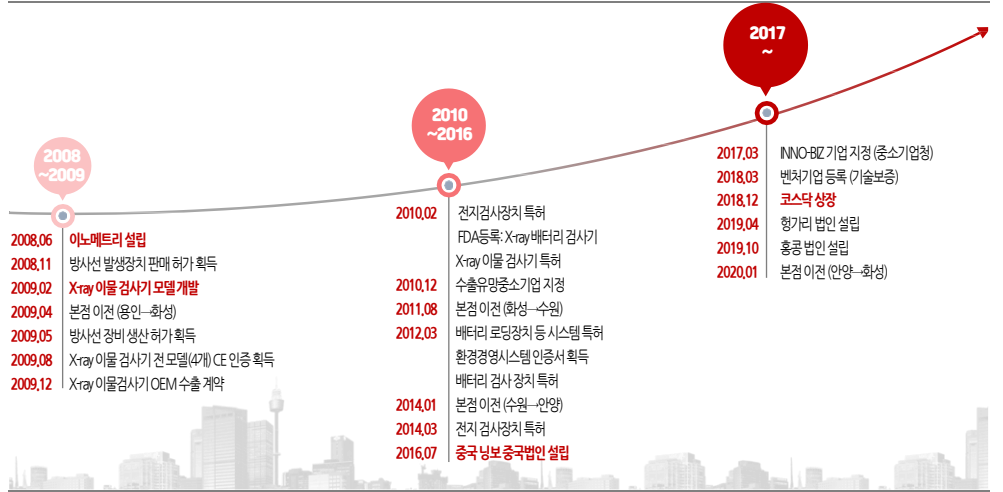 2008
~2009
2008.06 이노메트리 설립
2008.11 방사선 발생장치 판매 허가 획득
2009.02 X-ray 이물 검사기 모델 개발
2009.04 본점 이전 (용인→화성)
2009.05 방사선 장비 생산 허가 획득
2009.08 X-ray 이물 검사기 전 모델(4개) CE 인증 획득
2009.12 X-ray 이물검사기 OEM 수출 계약
2010
~2016
2010.02 전지검사장치 특허
FDA등록: X-ray 배터리 검사기
X-ray 이물 검사기 특허
2010.12 수출유망중소기업 지정
2011.08 본점 이전 (화성→수원)
2012.03 배터리 로딩장치 등 시스템 특허
환경경영시스템 인증서 획득
배터리 검사 장치 특허
2014.01 본점 이전 (수원→안양)
2014.03 전지 검사장치 특허
2016.07 중국 닝보 중국법인 설립
2017
~
2017.03 INNO-BIZ 기업 지정 (중소기업청)
2018.03 벤처기업 등록 (기술보증)
2018.12 코스닥 상장
2019.04 헝가리 법인 설립
2019.10 홍콩 법인 설립
2020.01 본점 이전 (안양→화성)